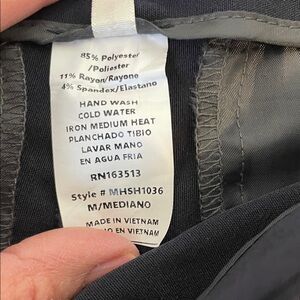 85% Polyester
/Poliester
11% Rayon/Rayone
4% Spandex/Elastano
HAND WASH
COLD WATER
IRON MEDIUM HEAT
PLANCHADO TIBIO
LAVAR MANO
EN AGUA FRIA
RN163513
Style # MHSH1036
M/MEDIANO
MADE IN VIETNAM
O EN VIETNAM